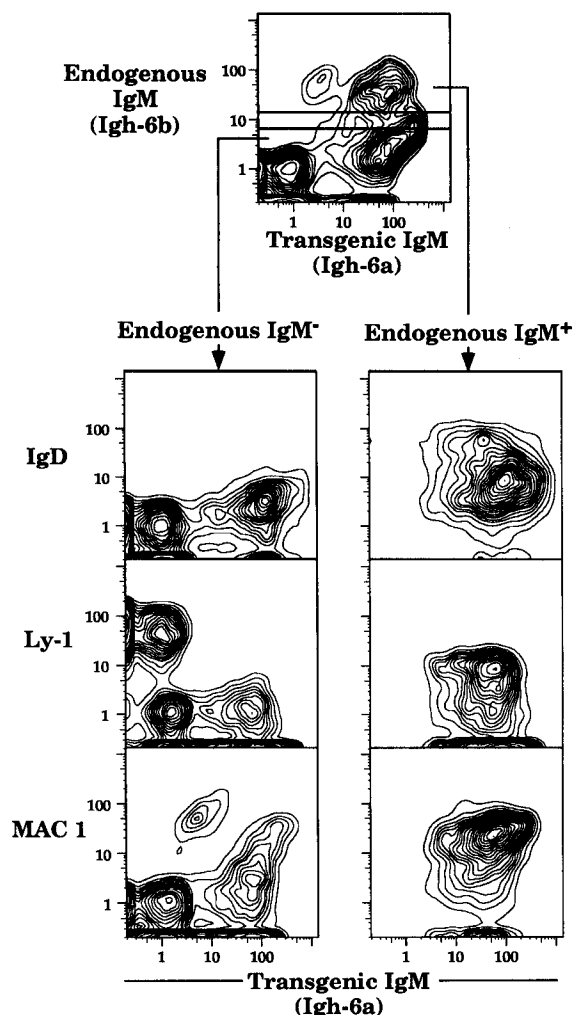 Endogenous
IgM
(Igh-6b)
100
10
1
1 10 100
Transgenic IgM
(Igh-6a)
Endogenous IgM-
Endogenous IgM+
IgD
100
10
1
Ly-1
100
10
1
MAC 1
100
10
1
1 10 100
1 10 100
Transgenic IgM
(Igh-6a)